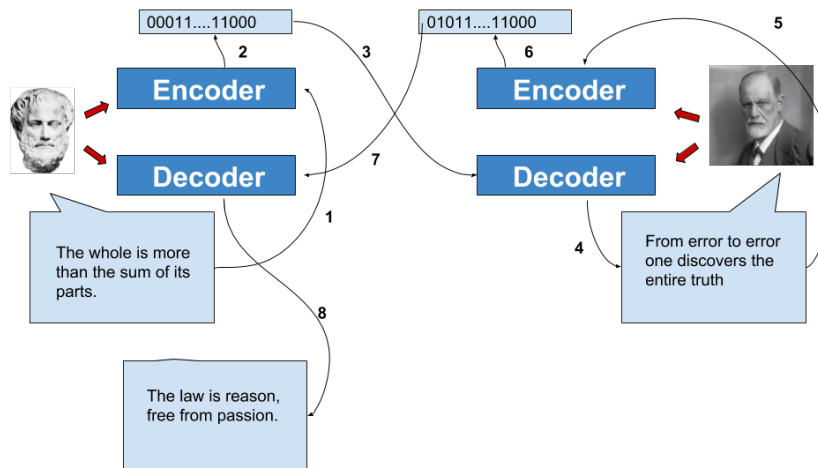 00011....11000
01011....11000
5
2
3
6
Encoder
Encoder
7
Decoder
Decoder
1
The whole is more
than the sum of its
parts.
4
From error to error
one discovers the
entire truth
8
The law is reason,
free from passion.